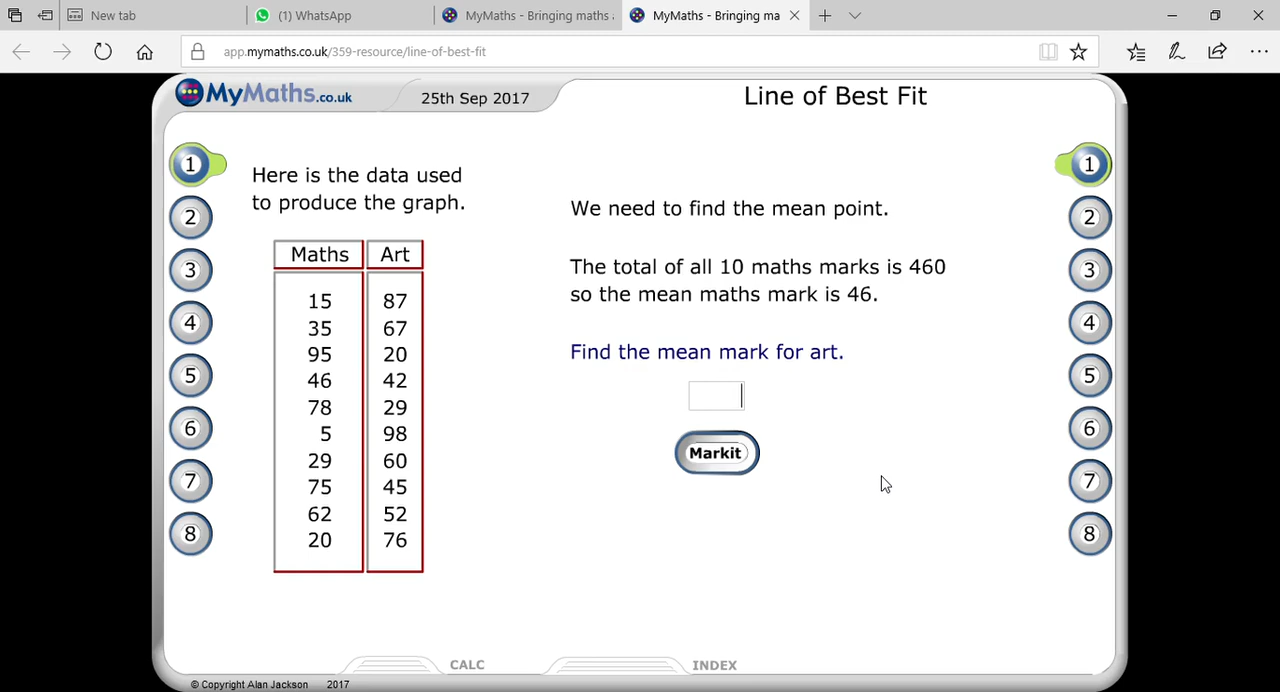 New tab
(1) WhatsApp
MyMaths - Bringing maths
MyMaths - Bringing ma
app.mymaths.co.uk/359-resource/line-of-best-fit
MyMaths.co.uk
25th Sep 2017
Line of Best Fit
1
2
3
4
5
6
7
8
Here is the data used
to produce the graph.
Maths Art
15 87
35 67
95 20
46 42
78 29
5 98
29 60
75 45
62 52
20 76
We need to find the mean point.
The total of all 10 maths marks is 460
so the mean maths mark is 46.
Find the mean mark for art.
Markit
1
2
3
4
5
6
7
8
CALC
INDEX
© Copyright Alan Jackson 2017